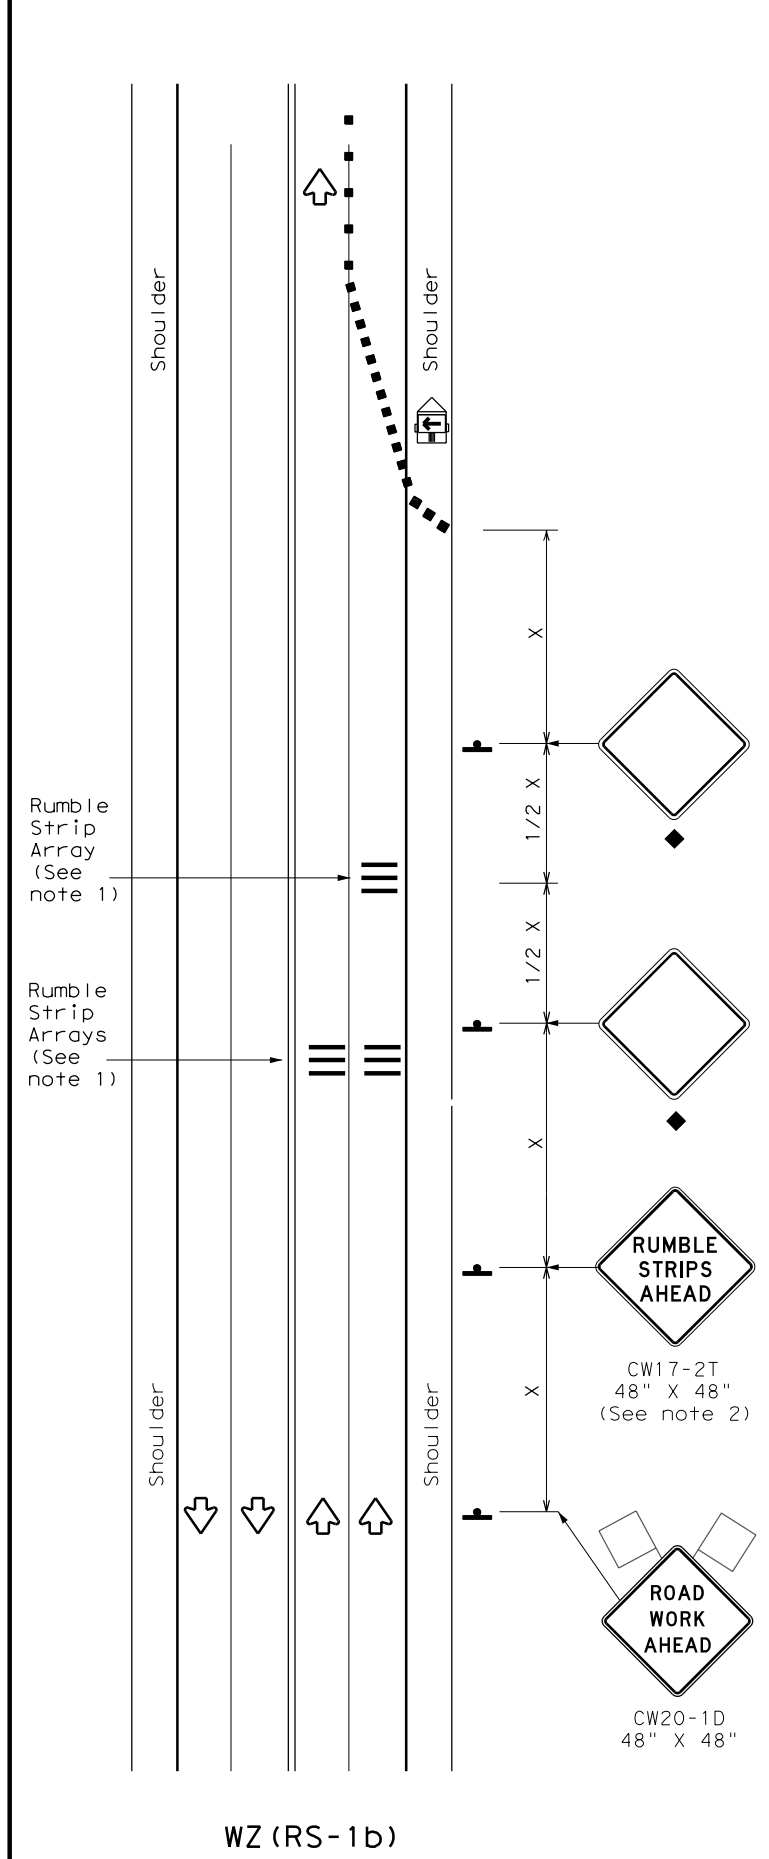 Shoulder
Shoulder
X
1/2 X
Rumble
Strip
Array
(See
note 1)
1/2 X
Rumble
Strip
Arrays
(See
note 1)
X
RUMBLE
STRIPS
AHEAD
CW17-2T
48" X 48"
(See note 2)
X
Shoulder
Shoulder
ROAD
WORK
AHEAD
CW20-1D
48" X 48"
WZ(RS-1b)